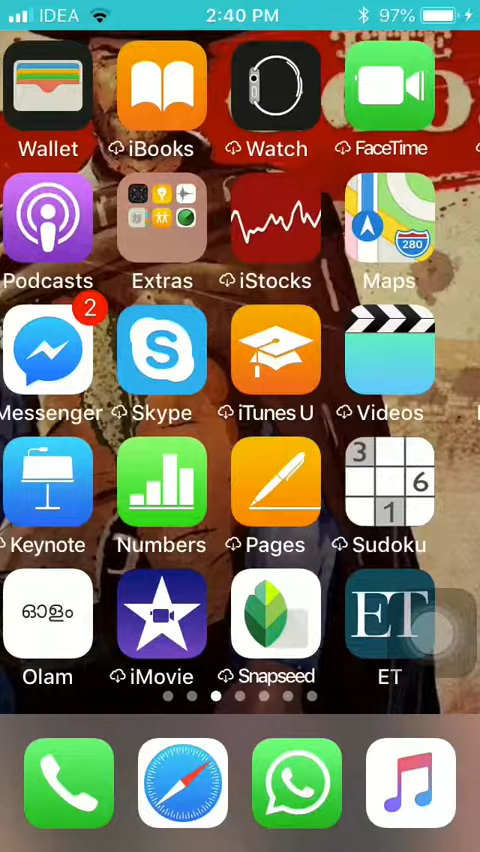 IDEA 2:40 PM 97%
Wallet iBooks Watch FaceTime
280
Podcasts Extras iStocks Maps
2
Messenger Skype iTunes U Videos
3
6
1
Keynote Numbers Pages Sudoku
ഓളം ET
Olam iMovie Snapseed ET